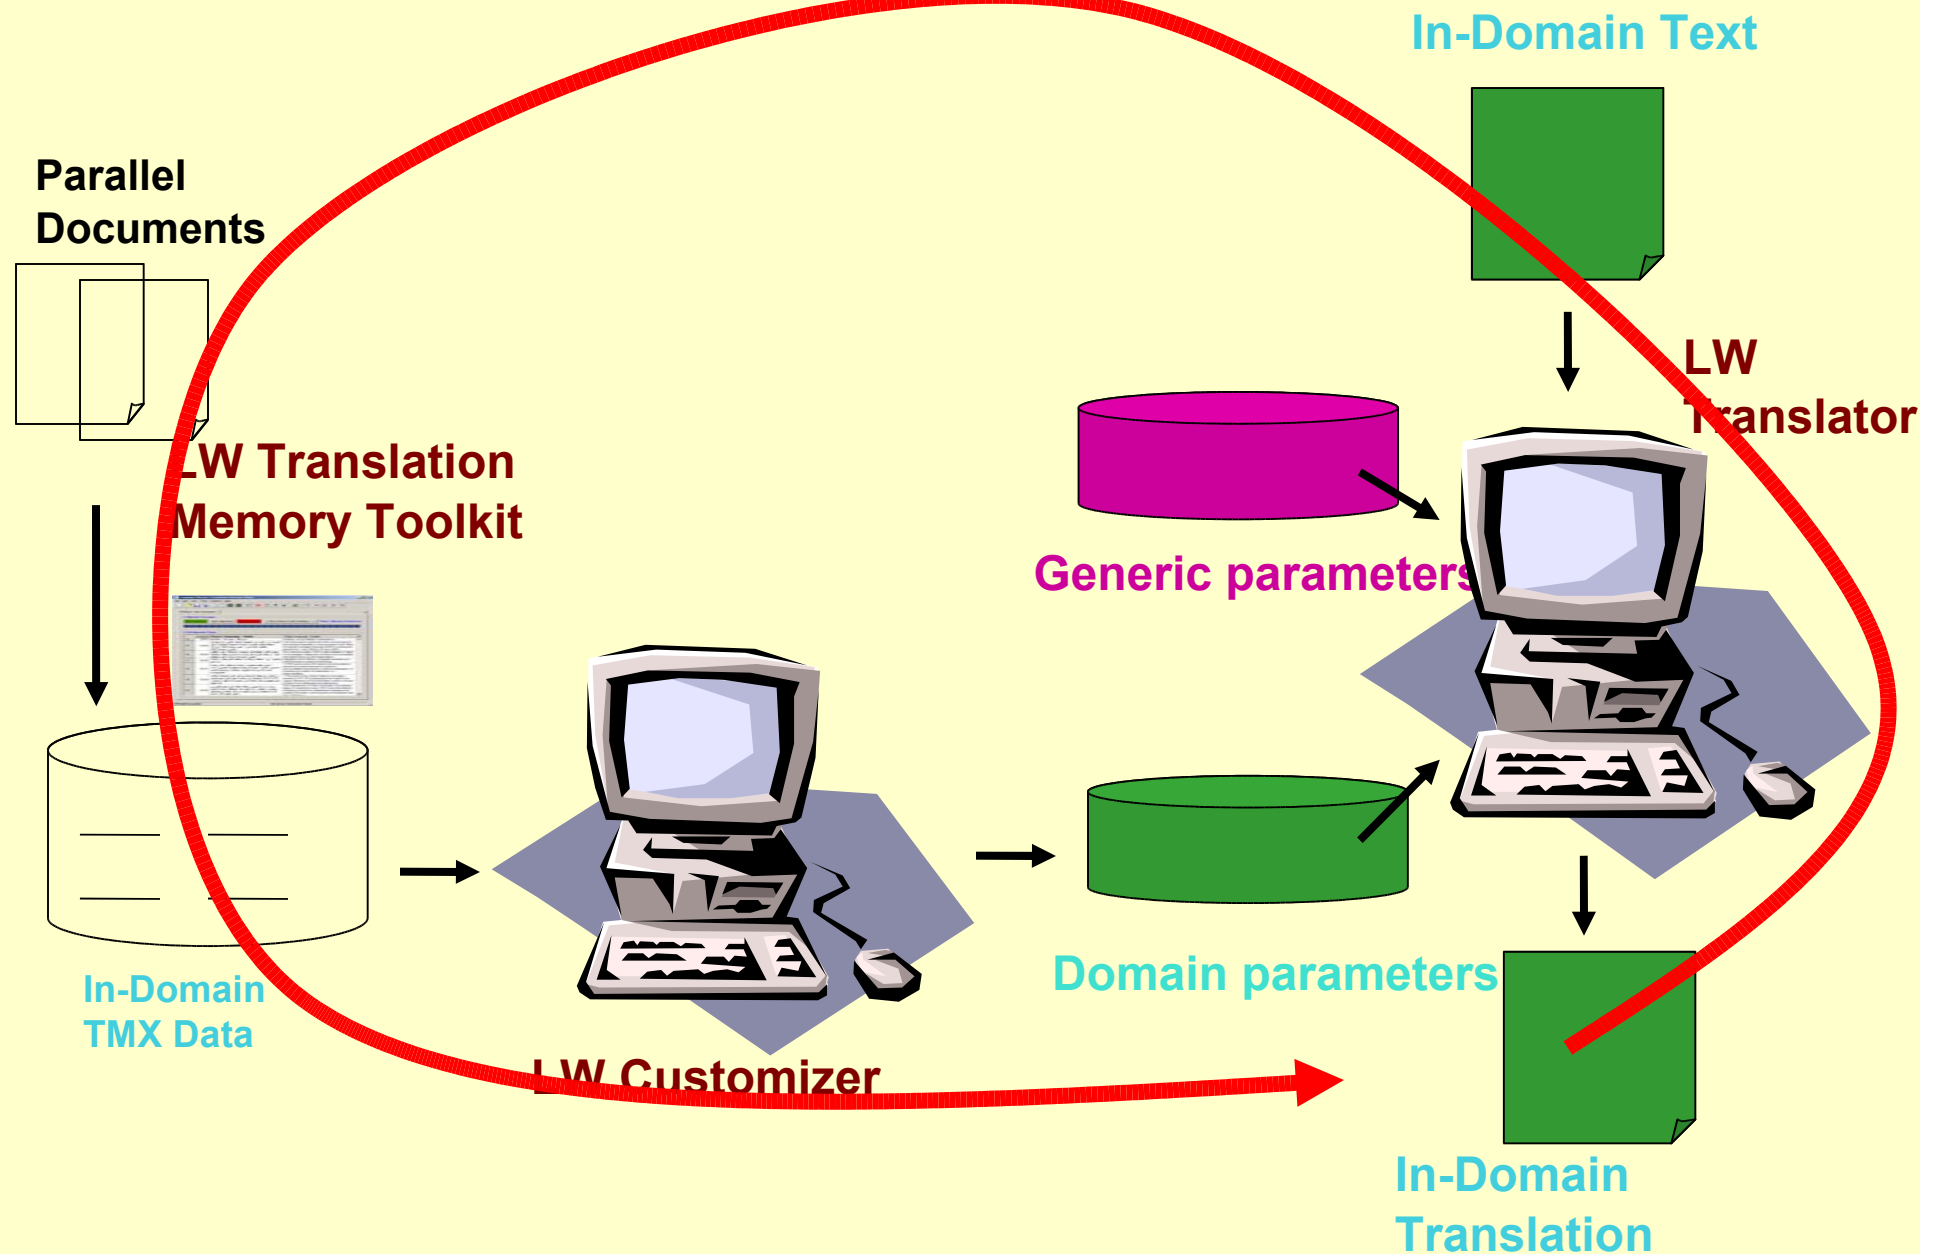 In-Domain Text
Parallel
Documents
LW
Translator
LW Translation
Memory Toolkit
Generic parameters
Domain parameters
In-Domain
TMX Data
LW Customizer
In-Domain
Translation